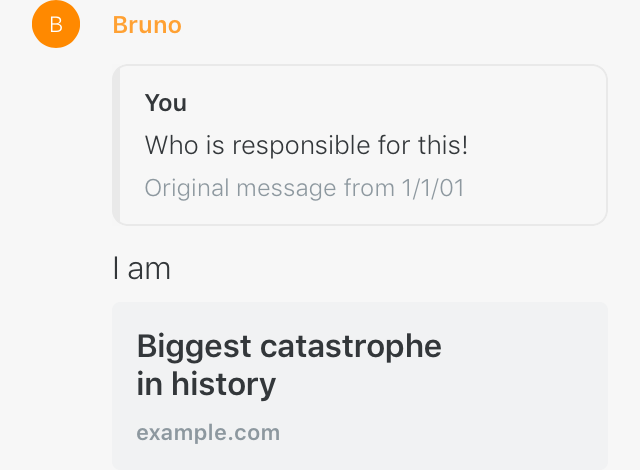 B
Bruno
You
Who is responsible for this!
Original message from 1/1/01
I am
Biggest catastrophe
in history
example.com